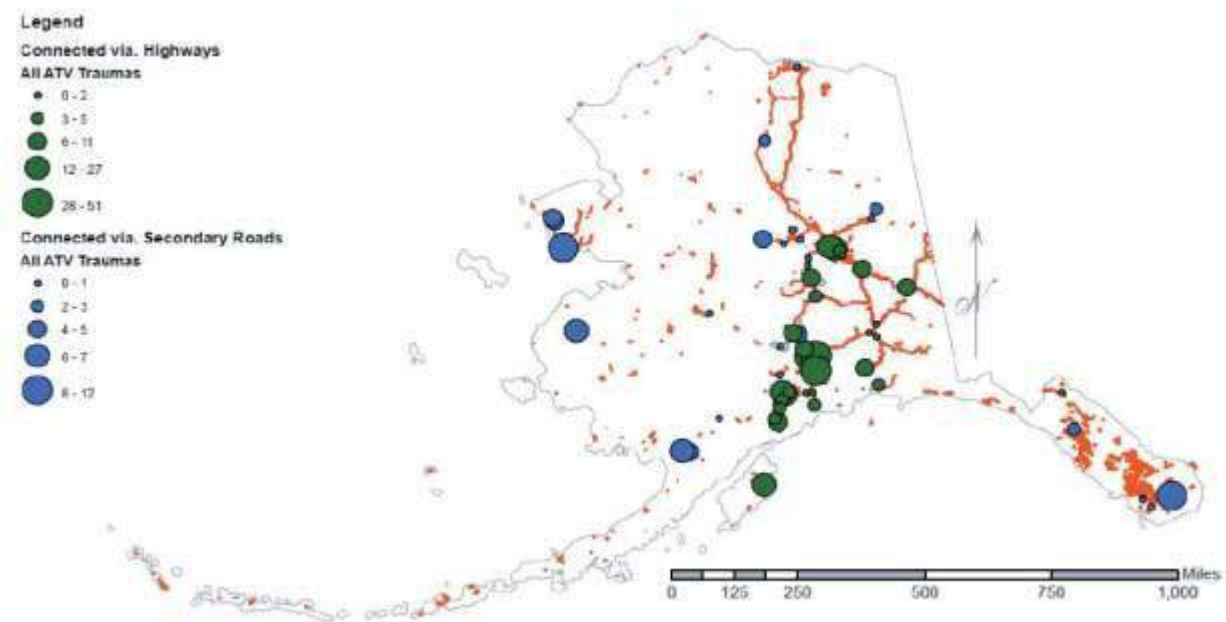 Legend
Connected via. Highways
All ATV Traumas
0 - 2
3 - 5
6 - 11
12 - 27
28 - 51
Connected via. Secondary Roads
All ATV Traumas
0 - 1
2 - 3
4 - 5
6 - 7
8 - 12
Miles
0 125 250 500 750 1,000